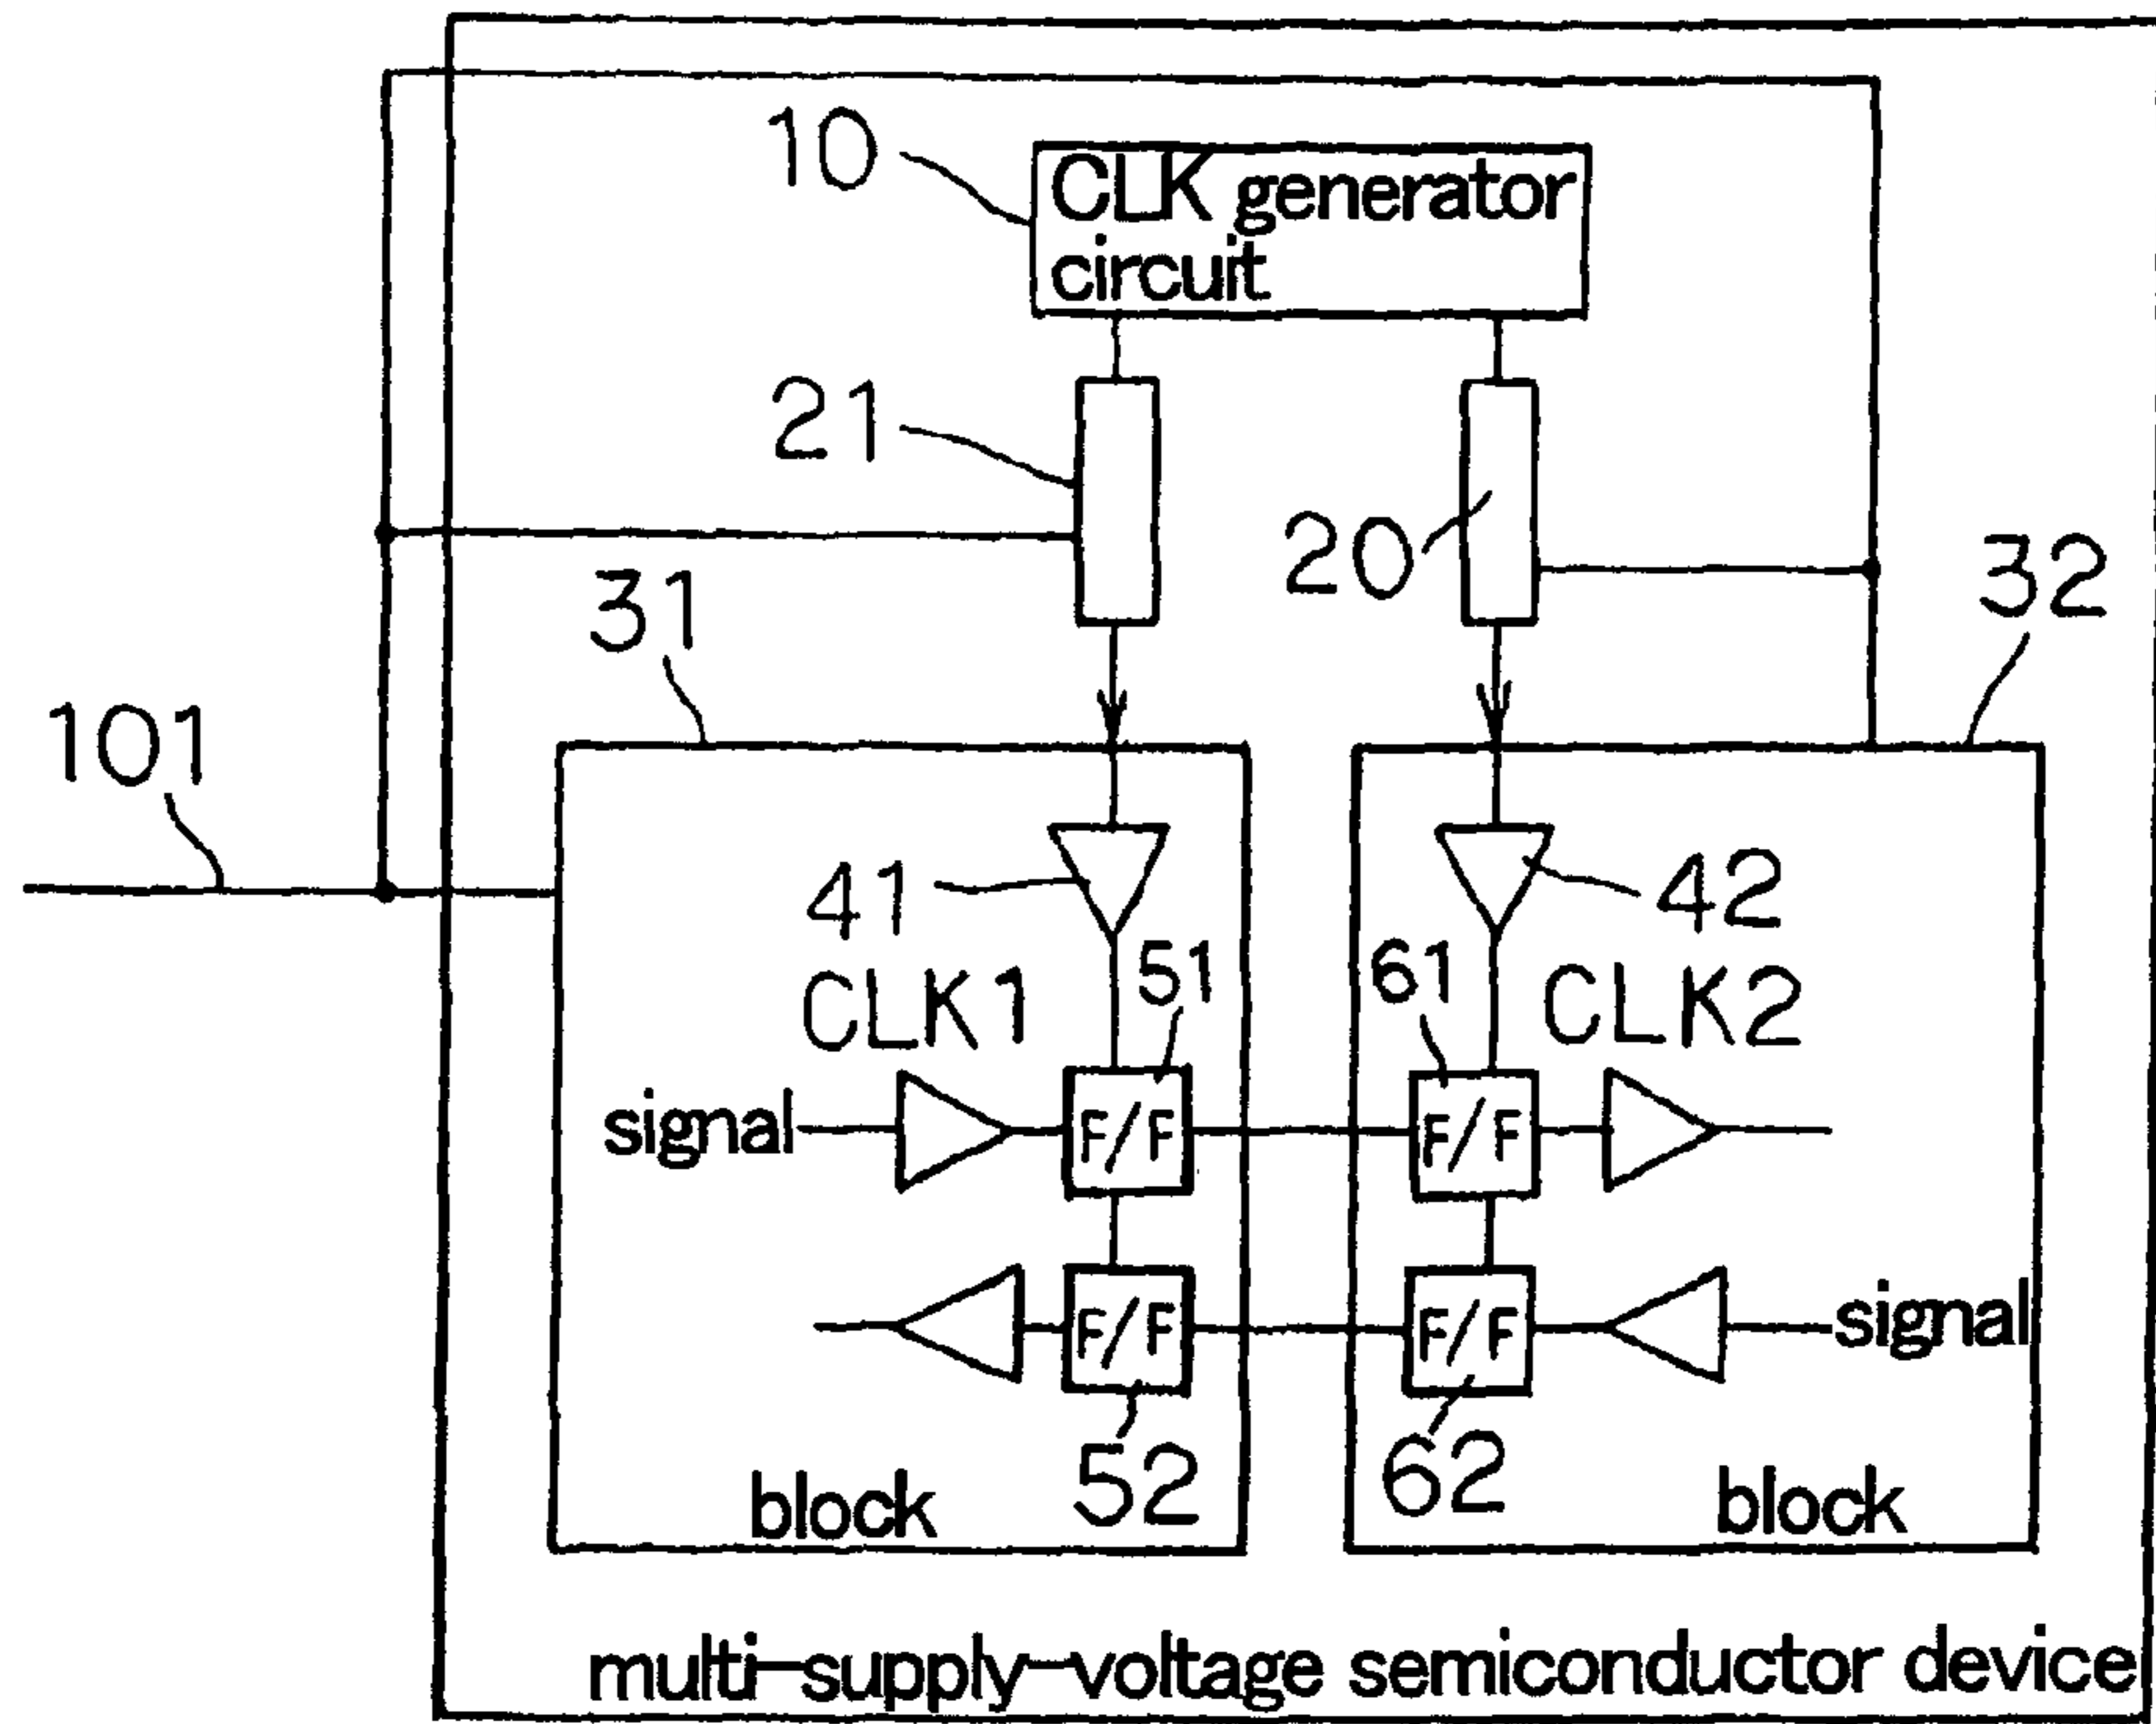 10
CLK generator
circuit
21
20
31
32
101
41
42
51
61
CLK1
CLK2
signal
F/F
F/F
F/F
F/F
signal
52
62
block
block
multi-supply-voltage semiconductor device